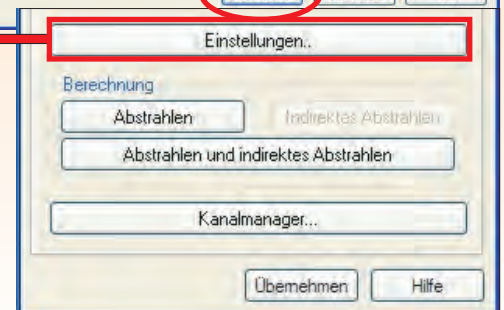 Einstellungen..
Berechnung
Abstrahlen Indirektes Abstrahlen
Abstrahlen und indirektes Abstrahlen
Kanalmanager...
Übernehmen Hilfe